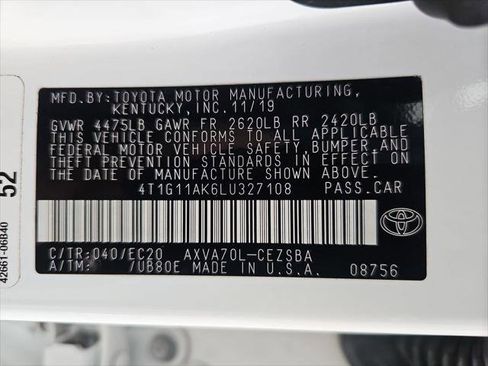 MFD.BY:TOYOTA MOTOR MANUFACTURING,
KENTUCKY, INC.11/19
GVWR 4475LB GAWR FR 2620LB RR 2420LB
THIS VEHICLE CONFORMS TO ALL APPLICABLE
FEDERAL MOTOR VEHICLE SAFETY,BUMPER,AND
THEFT PREVENTION STANDARDS IN EFFECT ON
THE DATE OF MANUFACTURE SHOWN ABOVE.
4T1G11AK6LU327108 PASS.CAR
C/TR:040/EC20 AXVA70L-CEZSBA
A/TM: /UB80E MADE IN U.S.A. 08756
42661-06B40
52